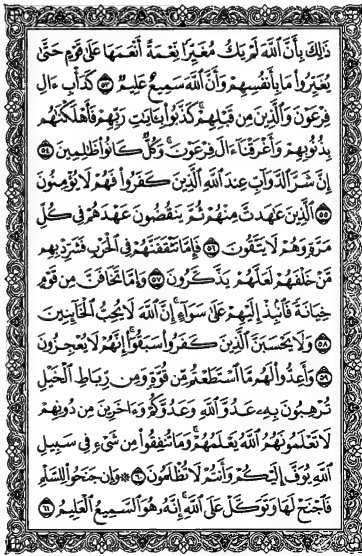 ذَٰلِكَ بِأَنَّ ٱللَّهَ لَمْ يَكُ مُغَيِّرًا نِّعْمَةً أَنْعَمَهَا عَلَىٰ قَوْمٍ حَتَّىٰ
يُغَيِّرُوا۟ مَا بِأَنفُسِهِمْ وَأَنَّ ٱللَّهَ سَمِيعٌ عَلِيمٌ ٥٣ كَدَأْبِ ءَالِ
فِرْعَوْنَ وَٱلَّذِينَ مِن قَبْلِهِمْ ۚ كَذَّبُوا۟ بِـَٔايَٰتِ رَبِّهِمْ فَأَهْلَكْنَٰهُم
بِذُنُوبِهِمْ وَأَغْرَقْنَآ ءَالَ فِرْعَوْنَ ۚ وَكُلٌّ كَانُوا۟ ظَٰلِمِينَ ٥٤
إِنَّ شَرَّ ٱلدَّوَآبِّ عِندَ ٱللَّهِ ٱلَّذِينَ كَفَرُوا۟ فَهُمْ لَا يُؤْمِنُونَ
٥٥ ٱلَّذِينَ عَٰهَدتَّ مِنْهُمْ ثُمَّ يَنقُضُونَ عَهْدَهُمْ فِى كُلِّ
مَرَّةٍ وَهُمْ لَا يَتَّقُونَ ٥٦ فَإِمَّا تَثْقَفَنَّهُمْ فِى ٱلْحَرْبِ فَشَرِّدْ بِهِم
مَّنْ خَلْفَهُمْ لَعَلَّهُمْ يَذَّكَّرُونَ ٥٧ وَإِمَّا تَخَافَنَّ مِن قَوْمٍ
خِيَانَةً فَٱنۢبِذْ إِلَيْهِمْ عَلَىٰ سَوَآءٍ ۚ إِنَّ ٱللَّهَ لَا يُحِبُّ ٱلْخَآئِنِينَ
٥٨ وَلَا يَحْسَبَنَّ ٱلَّذِينَ كَفَرُوا۟ سَبَقُوٓا۟ ۚ إِنَّهُمْ لَا يُعْجِزُونَ
٥٩ وَأَعِدُّوا۟ لَهُم مَّا ٱسْتَطَعْتُم مِّن قُوَّةٍ وَمِن رِّبَاطِ ٱلْخَيْلِ
تُرْهِبُونَ بِهِۦ عَدُوَّ ٱللَّهِ وَعَدُوَّكُمْ وَءَاخَرِينَ مِن دُونِهِمْ
لَا تَعْلَمُونَهُمُ ٱللَّهُ يَعْلَمُهُمْ ۚ وَمَا تُنفِقُوا۟ مِن شَىْءٍ فِى سَبِيلِ
ٱللَّهِ يُوَفَّ إِلَيْكُمْ وَأَنتُمْ لَا تُظْلَمُونَ ٦٠ ۞ وَإِن جَنَحُوا۟ لِلسَّلْمِ
فَٱجْنَحْ لَهَا وَتَوَكَّلْ عَلَى ٱللَّهِ ۚ إِنَّهُۥ هُوَ ٱلسَّمِيعُ ٱلْعَلِيمُ ٦١